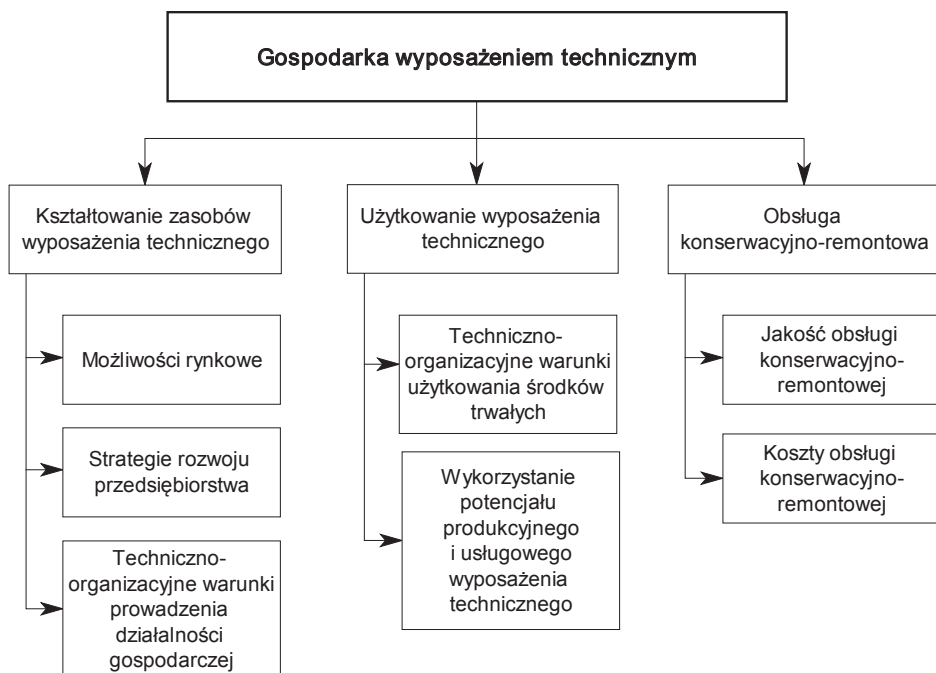 Gospodarka wyposażeniem technicznym
Kształtowanie zasobów
wyposażenia technicznego
Możliwości rynkowe
Strategie rozwoju
przedsiębiorstwa
Techniczno-
organizacyjne warunki
prowadzenia
działalności
gospodarczej
Użytkowanie wyposażenia
technicznego
Techniczno-
organizacyjne warunki
użytkowania środków
trwałych
Wykorzystanie
potencjału
produkcyjnego
i usługowego
wyposażenia
technicznego
Obsługa
konserwacyjno-remontowa
Jakość obsługi
konserwacyjno-
remontowej
Koszty obsługi
konserwacyjno-
remontowej